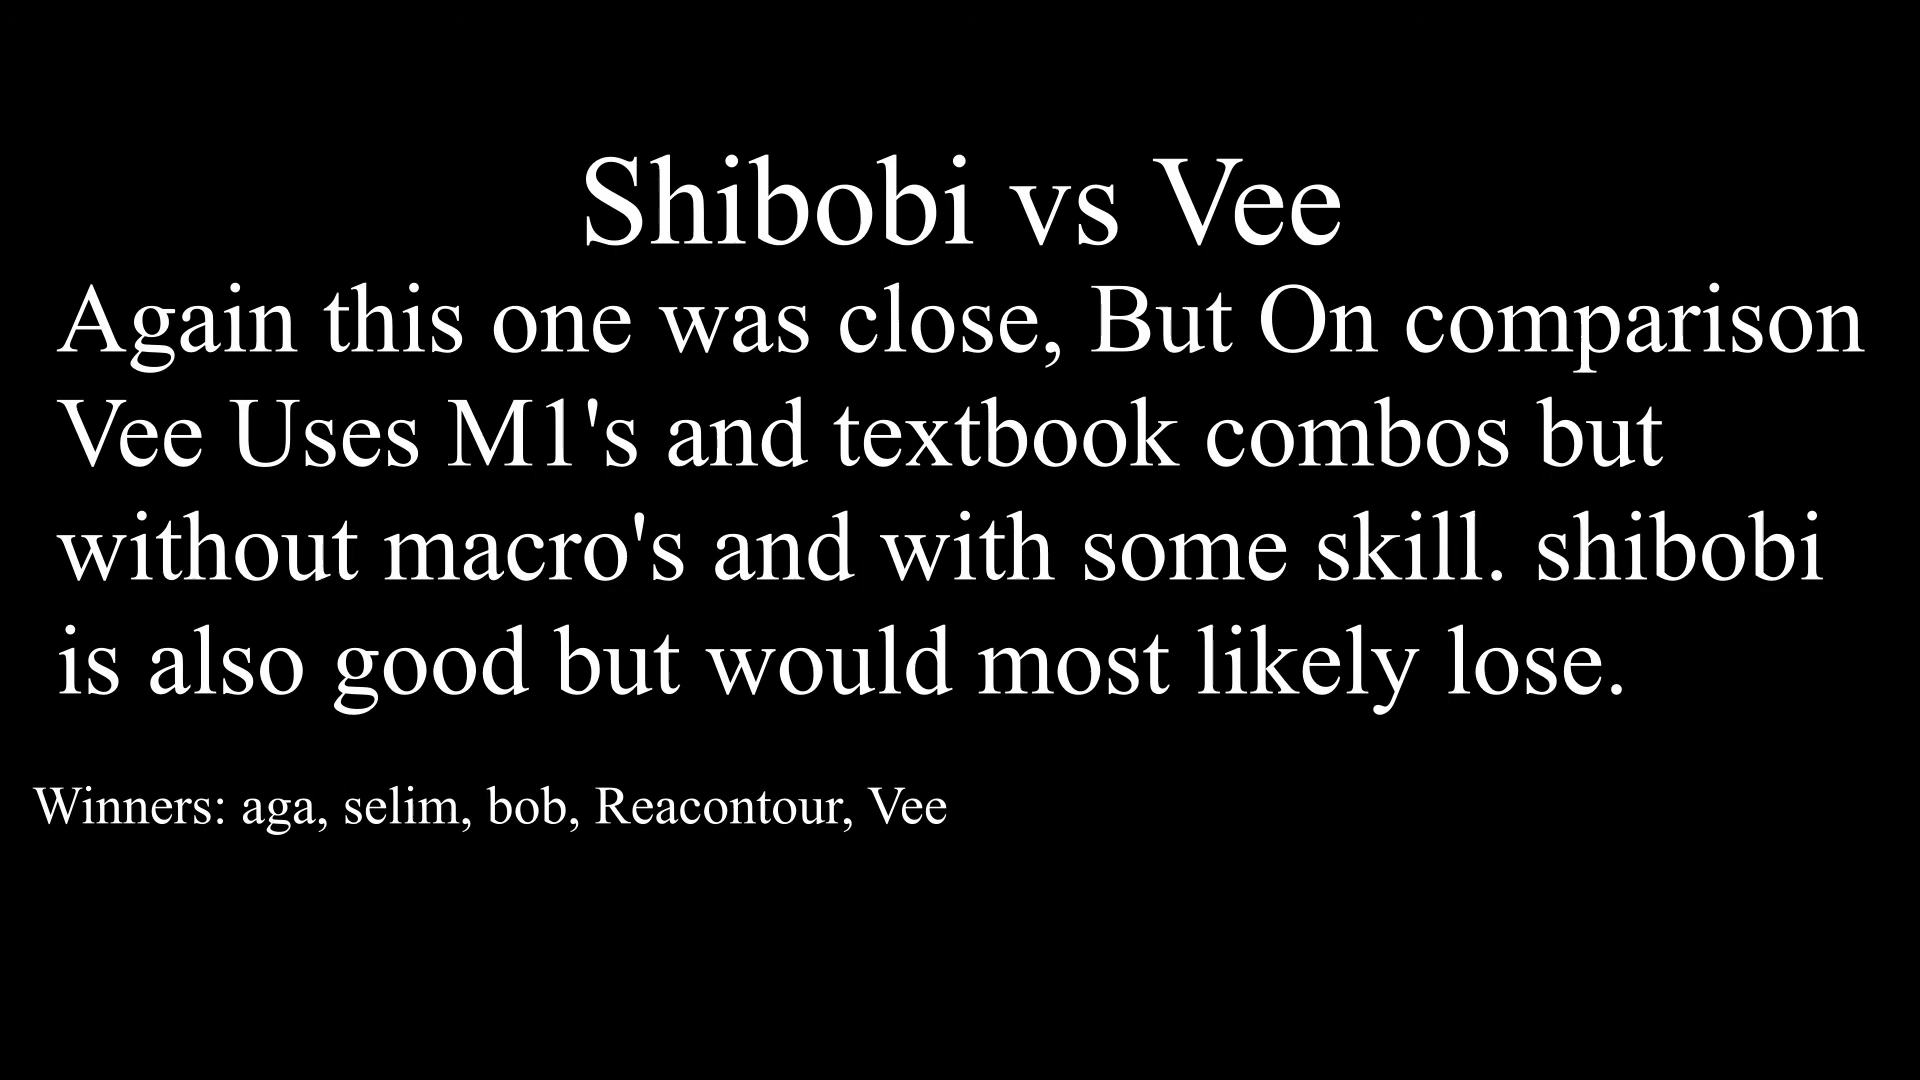 Shibobi vs Vee
Again this one was close, But On comparison
Vee Uses M1's and textbook combos but
without macro's and with some skill. shibobi
is also good but would most likely lose.
Winners: aga, selim, bob, Reacontour, Vee